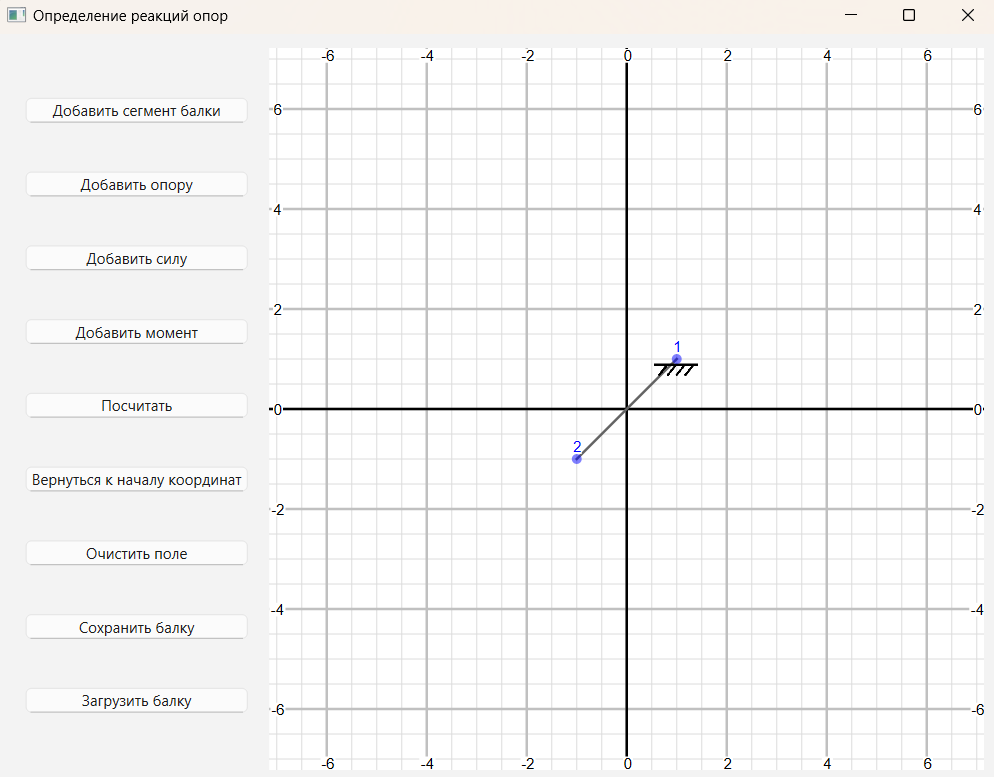 Определение реакций опор
-6 -4 -2 0 2 4 6
Добавить сегмент балки
6 6
Добавить опору
4 4
Добавить силу
2 2
Добавить момент
1
Посчитать
0 0
2
Вернуться к началу координат
-2 -2
Очистить поле
-4 -4
Сохранить балку
Загрузить балку
-6 -6
-6 -4 -2 0 2 4 6